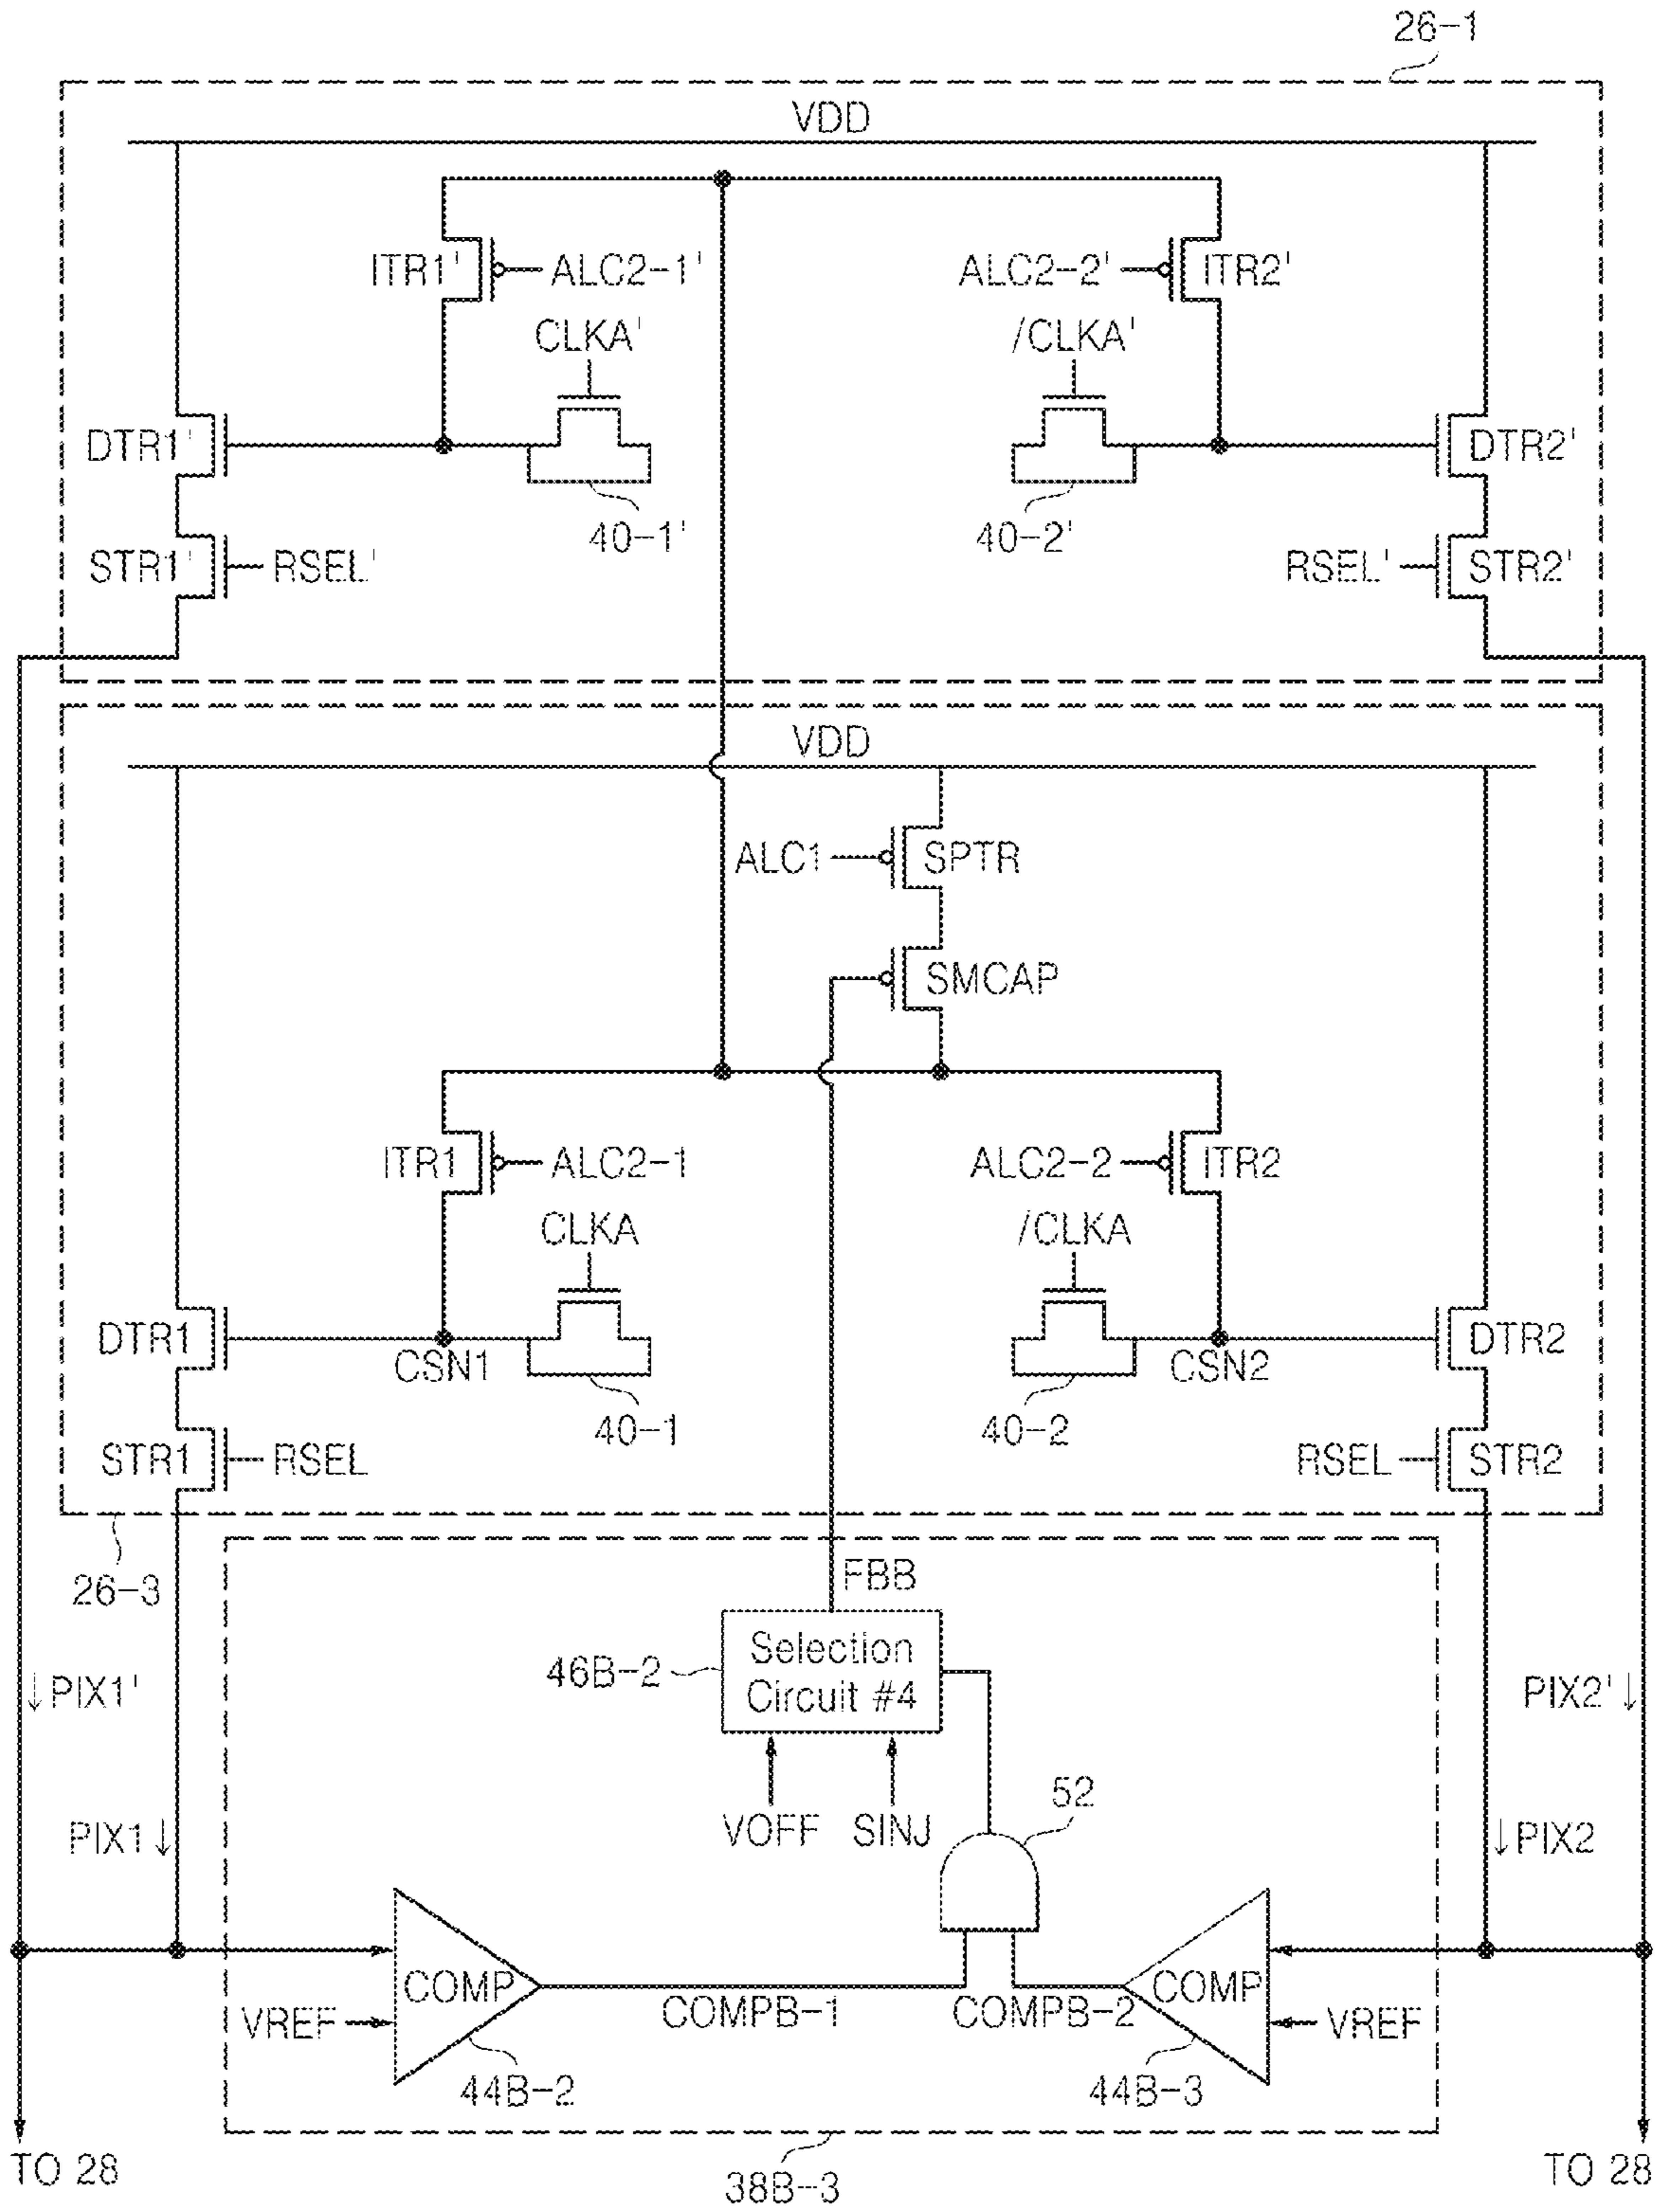 26-1
VDD
ITR1'
ALC2-1'
ALC2-2'
ITR2'
CLKA'
/CLKA'
DTR1'
DTR2'
40-1'
40-2'
STR1'
RSEL'
RSEL'
STR2'
VDD
ALC1
SPTR
SMCAP
ITR1
ALC2-1
ALC2-2
ITR2
CLKA
/CLKA
DTR1
CSN1
CSN2
DTR2
40-1
40-2
STR1
RSEL
RSEL
STR2
26-3
FBB
46B-2
Selection
Circuit #4
↓PIX1'
PIX2'↓
VOFF
SINJ
52
PIX1↓
↓PIX2
COMP
COMP
COMPB-1
COMPB-2
VREF
VREF
44B-2
44B-3
TO 28
38B-3
TO 28